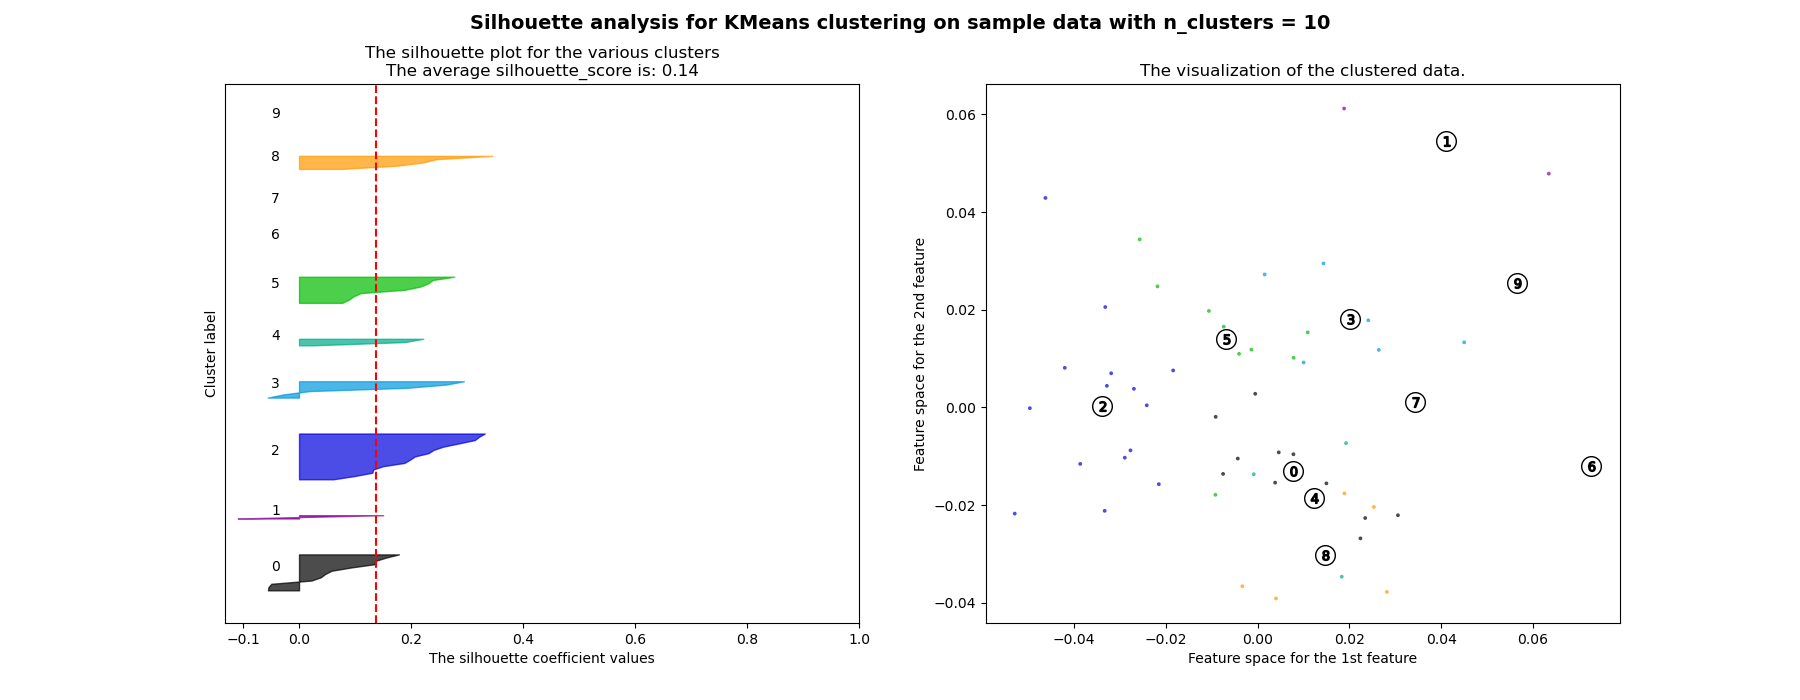 Silhouette analysis for KMeans clustering on sample data with n_clusters = 10
The silhouette plot for the various clusters
The average silhouette_score is: 0.14
Cluster label
9
8
7
6
5
4
3
2
1
0
−0.1 0.0 0.2 0.4 0.6 0.8 1.0
The silhouette coefficient values
The visualization of the clustered data.
Feature space for the 2nd feature
0.06
0.04
0.02
0.00
−0.02
−0.04
1
9
3
5
7
2
6
0
4
8
−0.04 −0.02 0.00 0.02 0.04 0.06
Feature space for the 1st feature